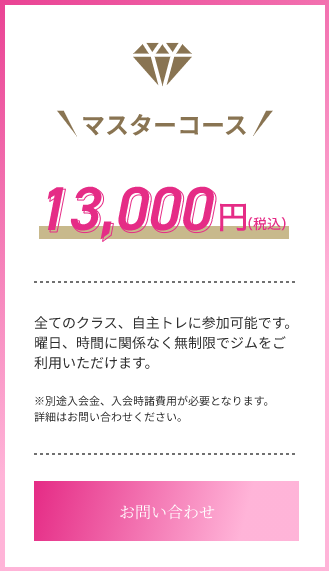 マスターコース
13,000円(税込)
全てのクラス、自主トレに参加可能です。
曜日、時間に関係なく無制限でジムをご
利用いただけます。
※別途入会金、入会時諸費用が必要となります。
詳細はお問い合わせください。
お問い合わせ